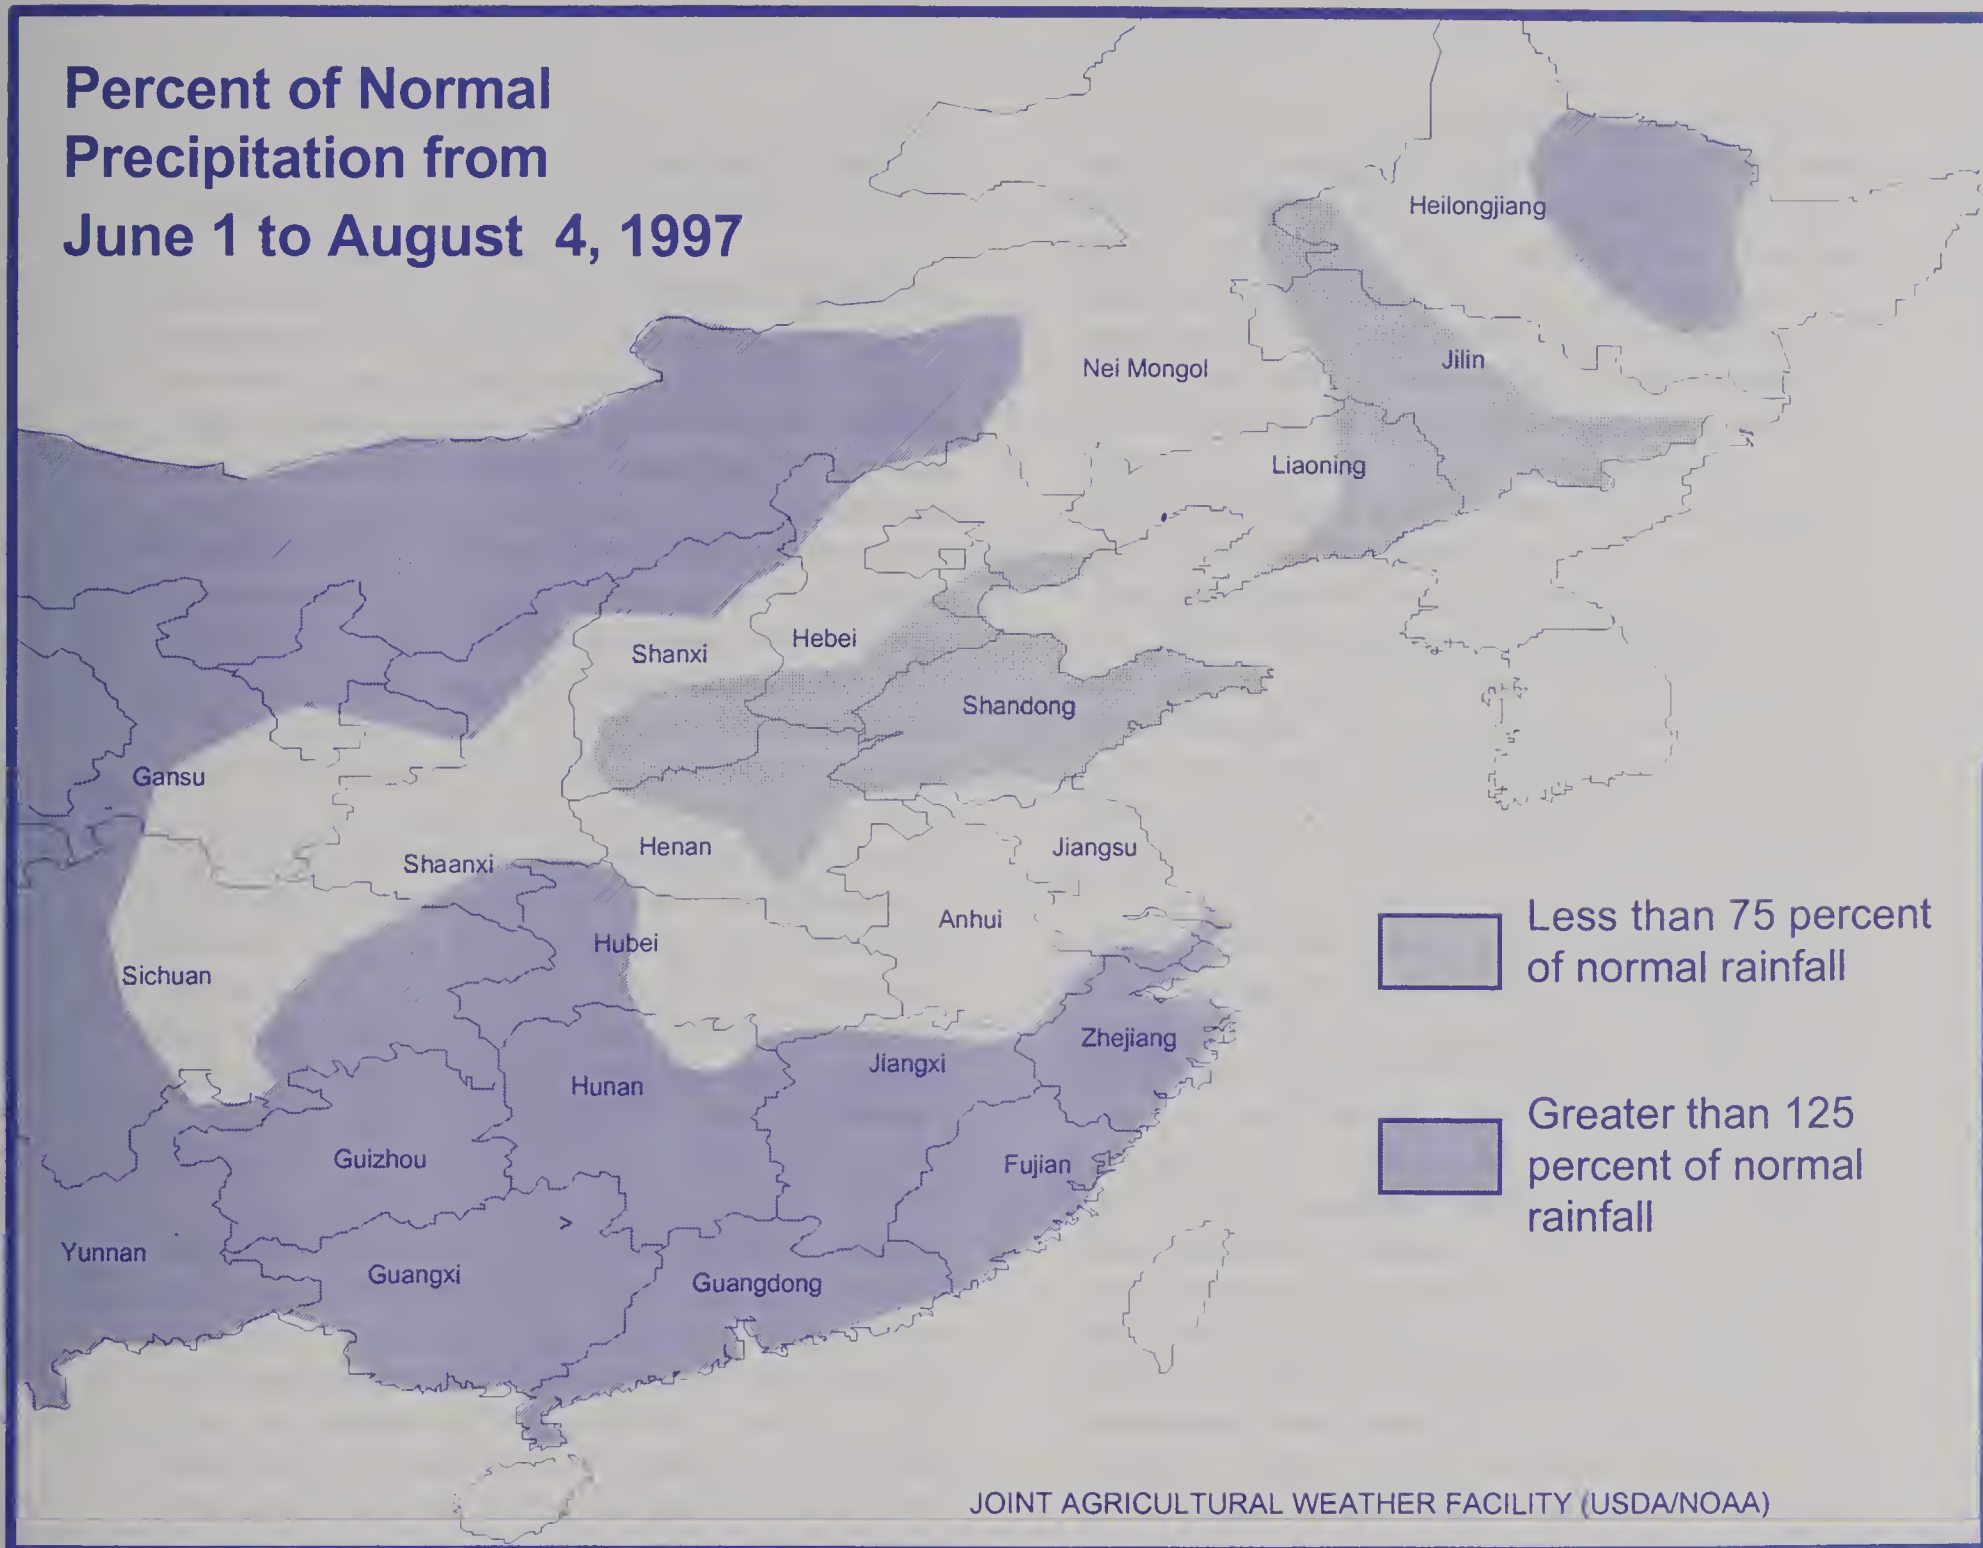 Percent of Normal
Precipitation from
June 1 to August 4, 1997
Heilongjiang
Nei Mongol
Jilin
Liaoning
Hebei
Shanxi
Shandong
Gansu
Henan
Jiangsu
Shaanxi
Anhui
Hubei
Sichuan
Less than 75 percent
of normal rainfall
Zhejiang
Jiangxi
Hunan
Guizhou
Fujian
Greater than 125
percent of normal
rainfall
Yunnan
Guangxi
Guangdong
JOINT AGRICULTURAL WEATHER FACILITY (USDA/NOAA)